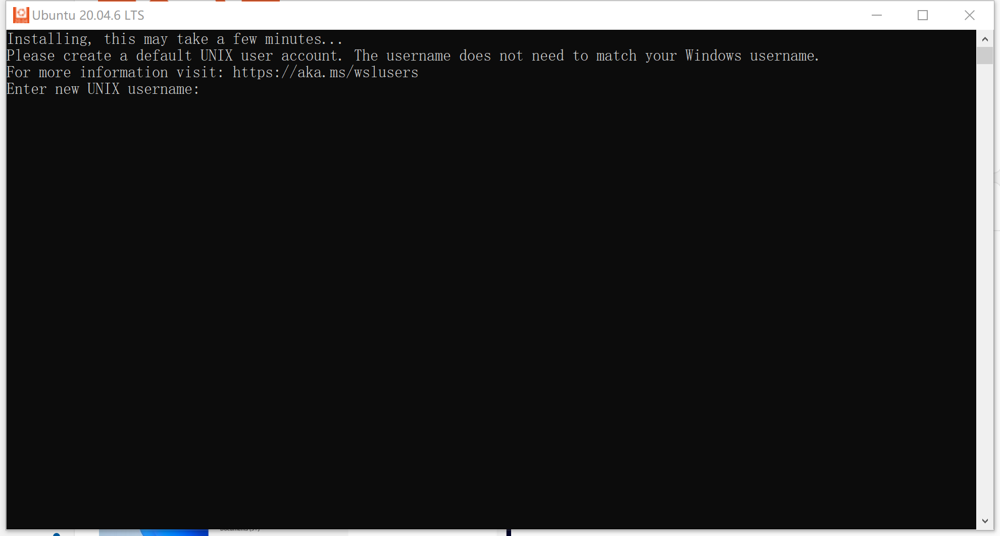 Ubuntu 20.04.6 LTS
Installing, this may take a few minutes...
Please create a default UNIX user account. The username does not need to match your Windows username.
For more information visit: https://aka.ms/wslusers
Enter new UNIX username: